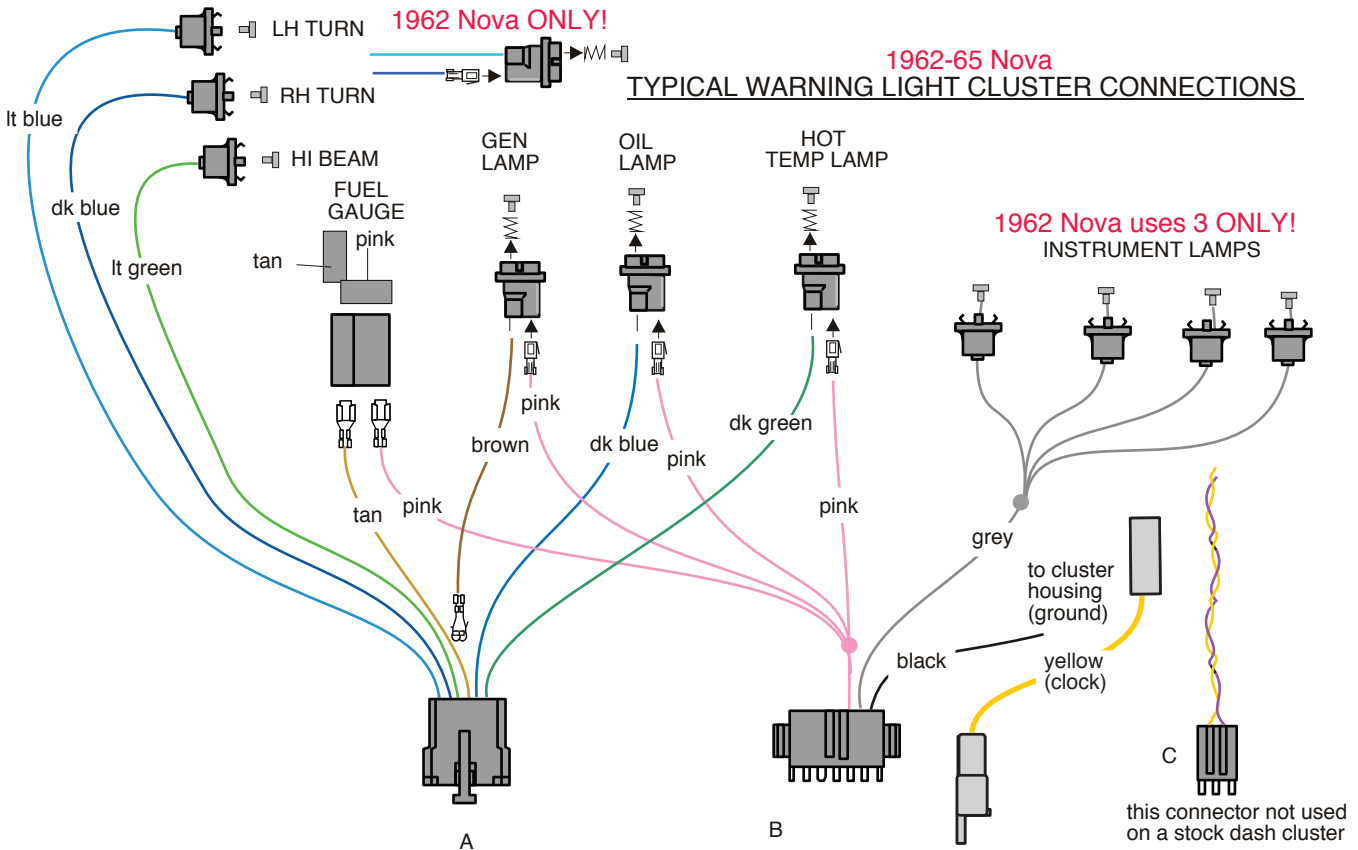 1962 Nova ONLY!
LH TURN
1962-65 Nova
TYPICAL WARNING LIGHT CLUSTER CONNECTIONS
RH TURN
lt blue
HI BEAM
dk blue
lt green
FUEL
GAUGE
pink
tan
GEN
LAMP
OIL
LAMP
HOT
TEMP LAMP
1962 Nova uses 3 ONLY!
INSTRUMENT LAMPS
pink
brown
dk blue
pink
dk green
tan
pink
pink
grey
to cluster
housing
(ground)
black
yellow
(clock)
A
B
C
this connector not used
on a stock dash cluster